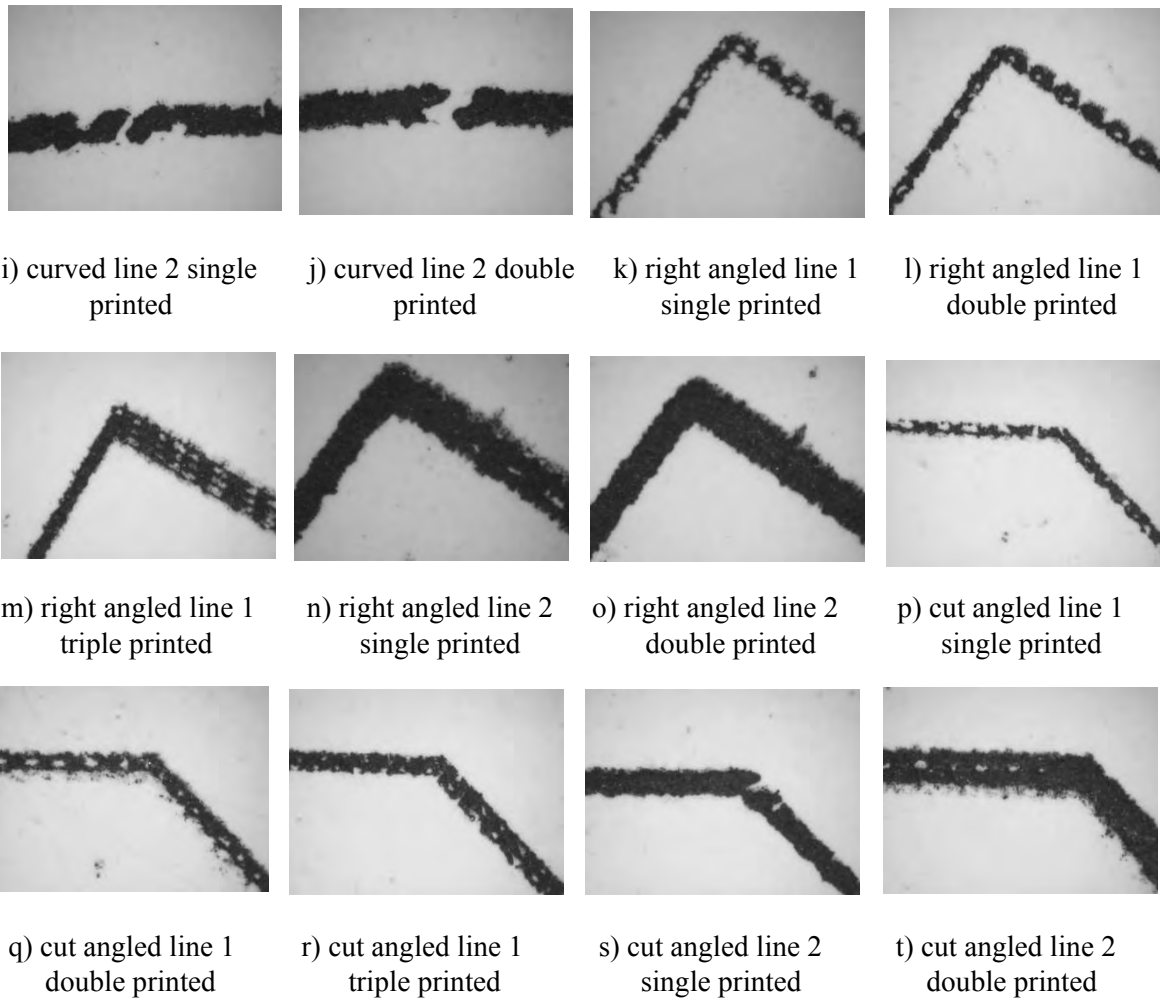 i) curved line 2 single
printed
j) curved line 2 double
printed
k) right angled line 1
single printed
l) right angled line 1
double printed
m) right angled line 1
triple printed
n) right angled line 2
single printed
o) right angled line 2
double printed
p) cut angled line 1
single printed
q) cut angled line 1
double printed
r) cut angled line 1
triple printed
s) cut angled line 2
single printed
t) cut angled line 2
double printed